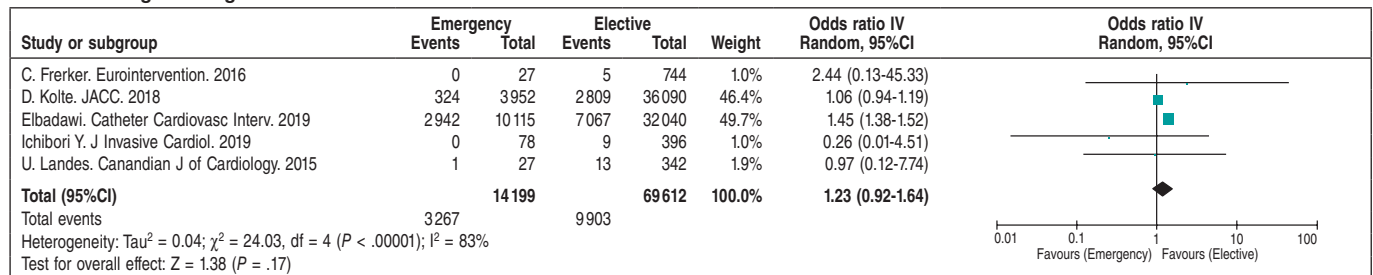 Emergency Elective Odds ratio IV Odds ratio IV
Study or subgroup Events Total Events Total Weight Random, 95%CI Random, 95%CI
C. Frerker. Eurointervention. 2016 0 27 5 744 1.0% 2.44 (0.13-45.33)
D. Kolte. JACC. 2018 324 3952 2809 36090 46.4% 1.06 (0.94-1.19)
Elbadawi. Catheter Cardiovasc Interv. 2019 2942 10115 7067 32040 49.7% 1.45 (1.38-1.52)
Ichibori Y. J Invasive Cardiol. 2019 0 78 9 396 1.0% 0.26 (0.01-4.51)
U. Landes. Canandian J of Cardiology. 2015 1 27 13 342 1.9% 0.97 (0.12-7.74)
Total (95%CI) 14199 69612 100.0% 1.23 (0.92-1.64)
Total events 3267 9903
Heterogeneity: Tau² = 0.04; χ² = 24.03, df = 4 (P < .00001); I² = 83%
Test for overall effect: Z = 1.38 (P = .17)
0.01 0.1 1 10 100
Favours (Emergency) Favours (Elective)